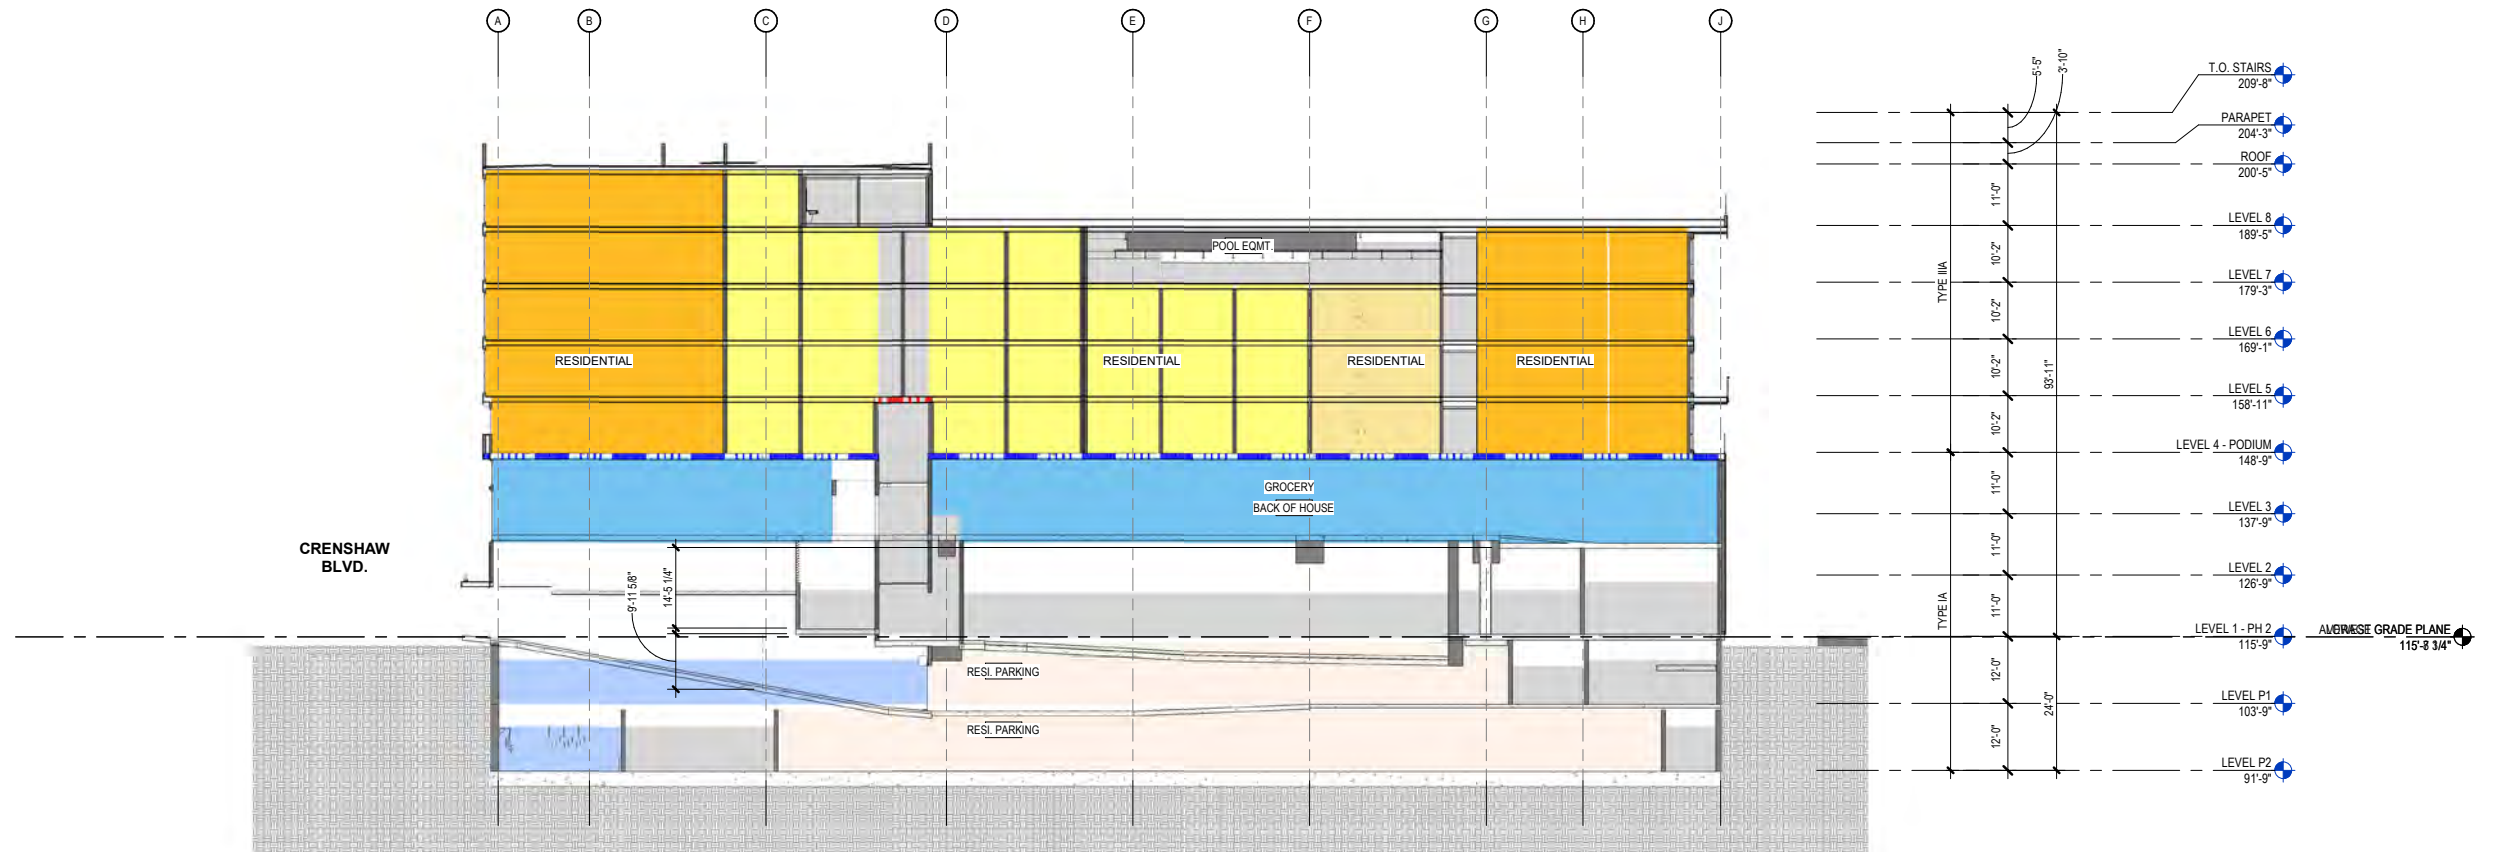 A
B
C
D
E
F
G
H
J
5'-5"
3'-10"
T.O. STAIRS
209'-8"
PARAPET
204'-3"
ROOF
200'-5"
11'-0"
LEVEL 8
189'-5"
POOL EQMT.
10'-2"
TYPE IIIA
LEVEL 7
179'-3"
10'-2"
LEVEL 6
169'-1"
RESIDENTIAL
RESIDENTIAL
RESIDENTIAL
RESIDENTIAL
10'-2"
93'-11"
LEVEL 5
158'-11"
10'-2"
LEVEL 4 - PODIUM
148'-9"
GROCERY
BACK OF HOUSE
11'-0"
LEVEL 3
137'-9"
CRENSHAW
BLVD.
11'-0"
LEVEL 2
126'-9"
9'-11 5/8"
14'-5 1/4"
11'-0"
TYPE IA
LEVEL 1 - PH 2
115'-9"
GRADE PLANE
RESI. PARKING
12'-0"
24'-0"
LEVEL P1
103'-9"
RESI. PARKING
12'-0"
LEVEL P2
91'-9"